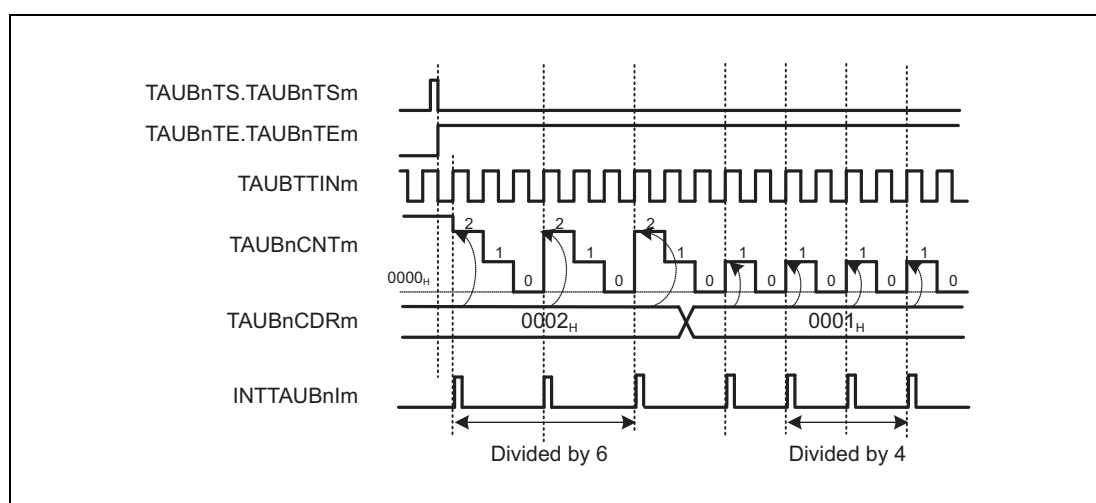 TAUBnTS.TAUBnTSm
TAUBnTE.TAUBnTEm
TAUBTTINm
TAUBnCNTm
2 2 2
1 1 1 1 1 1 1
0000H
0 0 0 0 0 0 0
TAUBnCDRm
0002H 0001H
INTTAUBnIm
Divided by 6 Divided by 4